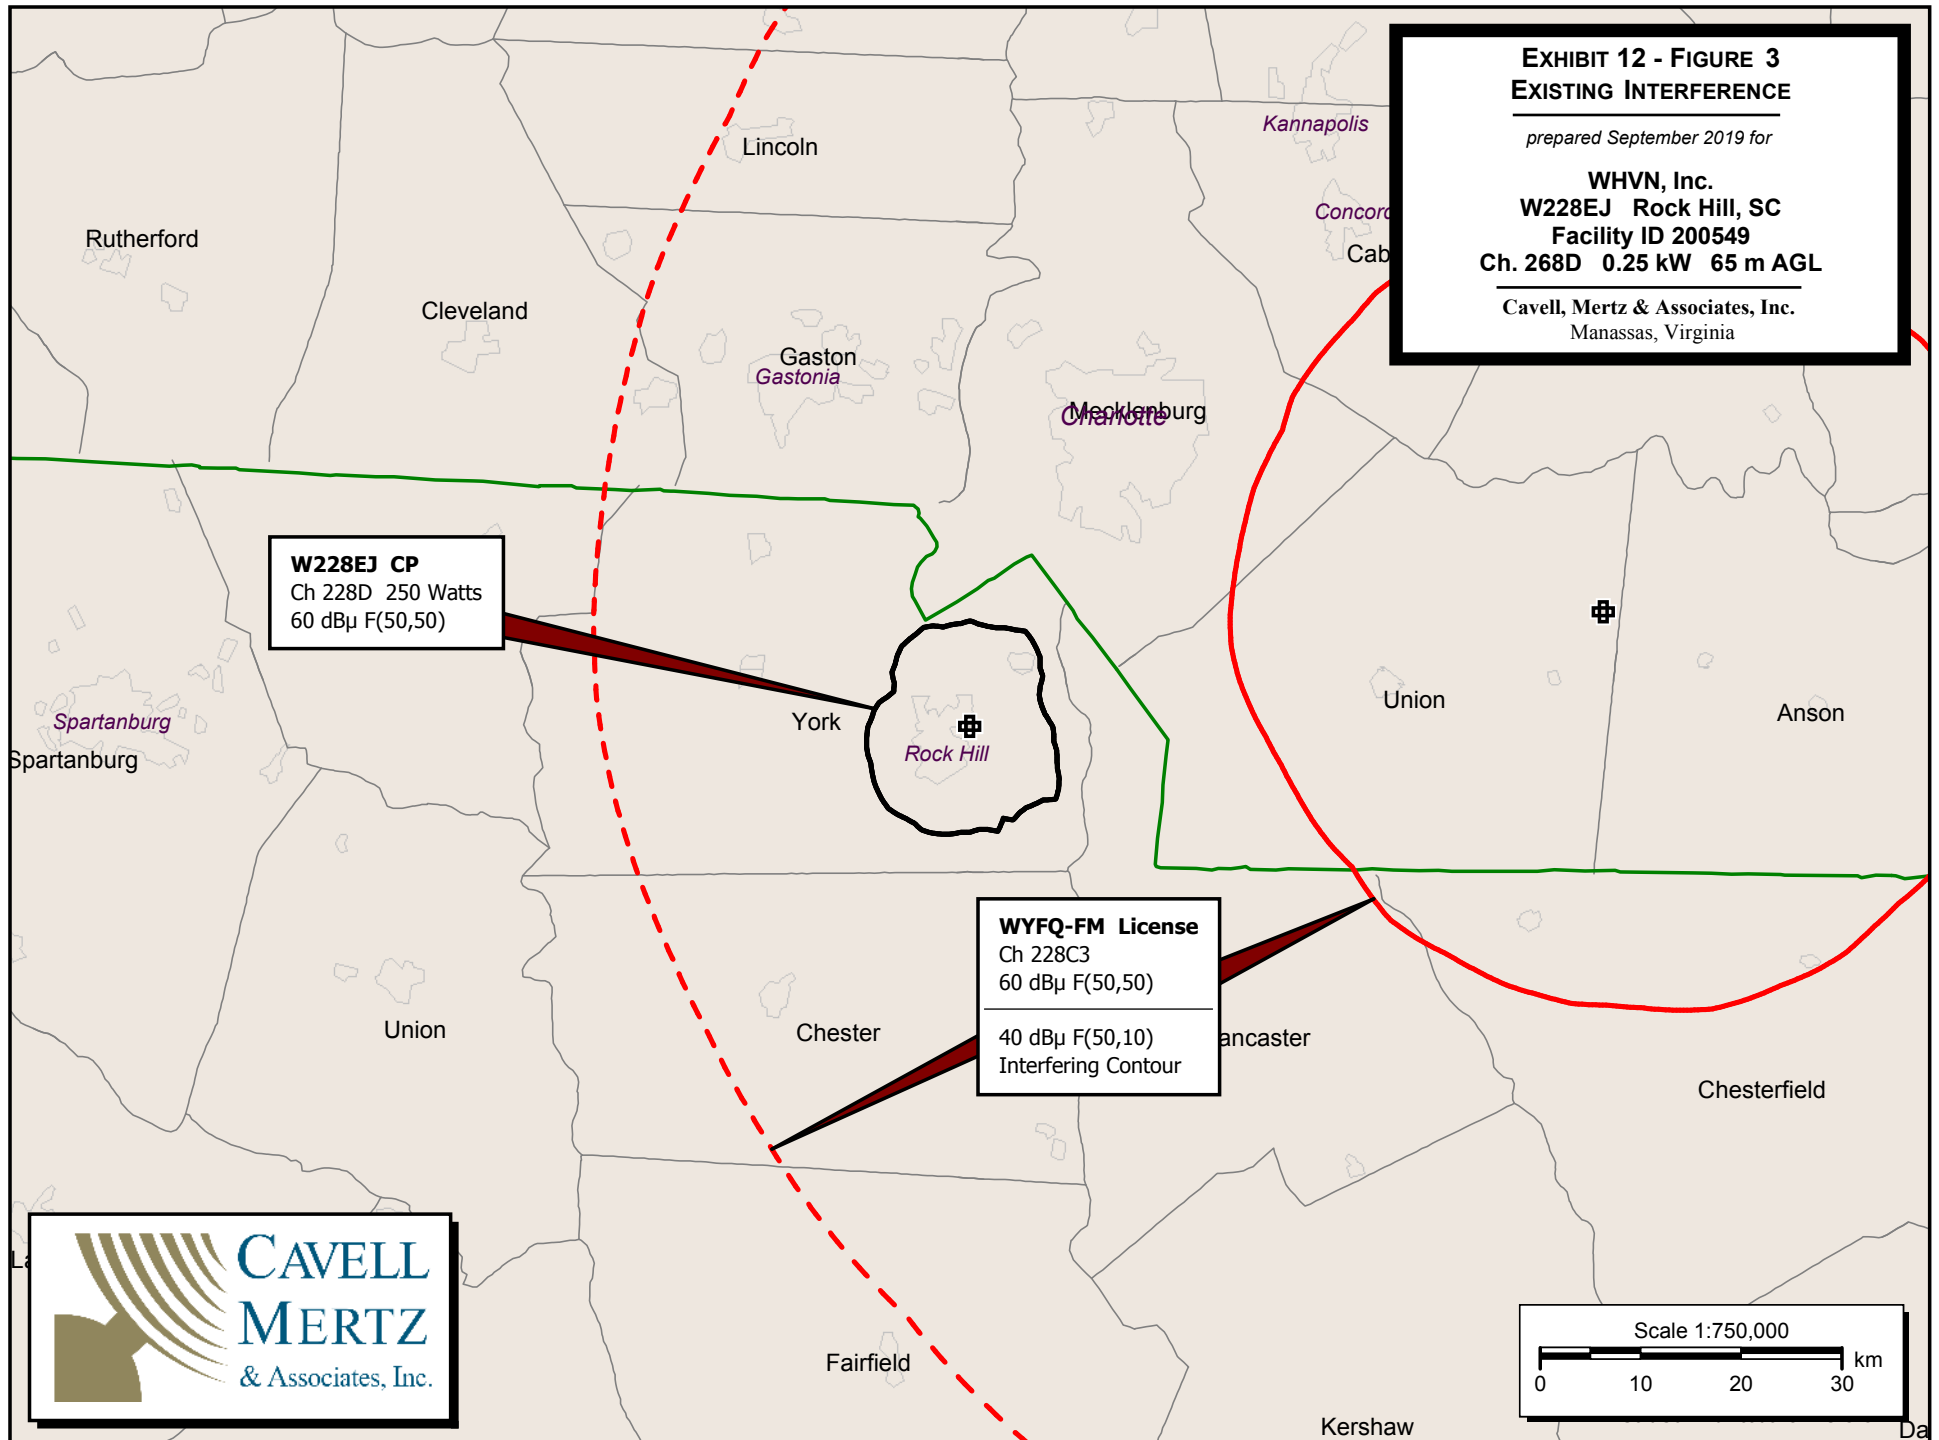 EXHIBIT 12 - FIGURE 3
EXISTING INTERFERENCE
prepared September 2019 for
WHVN, Inc.
W228EJ Rock Hill, SC
Facility ID 200549
Ch. 268D 0.25 kW 65 m AGL
Cavell, Mertz & Associates, Inc.
Manassas, Virginia
Kannapolis
Lincoln
Concord
Rutherford
Cab
Cleveland
Gaston
Gastonia
Mecklenburg
Charlotte
W228EJ CP
Ch 228D 250 Watts
60 dBµ F(50,50)
Union
Anson
Spartanburg
York
Rock Hill
Spartanburg
WYFQ-FM License
Ch 228C3
60 dBµ F(50,50)
40 dBµ F(50,10)
Interfering Contour
Union
Chester
ancaster
Chesterfield
La
CAVELL
MERTZ
& Associates, Inc.
Fairfield
Scale 1:750,000
km
0 10 20 30
Kershaw
Da